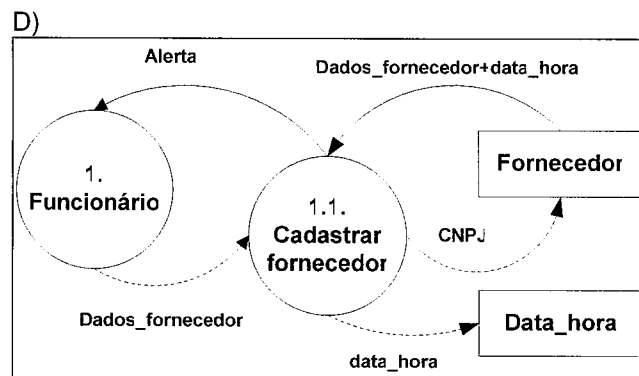 D)
Alerta
Dados_fornecedor+data_hora
1.
Funcionário
Fornecedor
1.1.
Cadastrar
fornecedor
CNPJ
Dados_fornecedor
Data_hora
data_hora